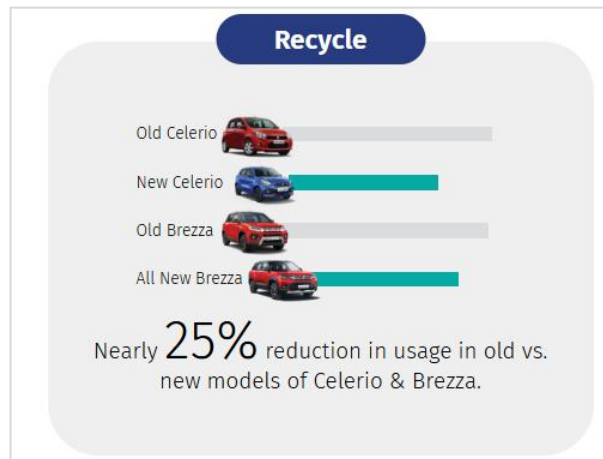 Recycle
Old Celerio
New Celerio
Old Brezza
All New Brezza
Nearly 25% reduction in usage in old vs.
new models of Celerio & Brezza.